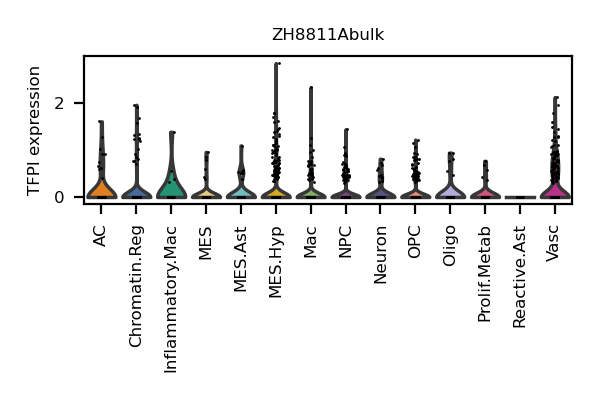 ZH8811Abulk
TFPI expression
2
0
AC
Chromatin.Reg
Inflammatory.Mac
MES
MES.Ast
MES.Hyp
Mac
NPC
Neuron
OPC
Oligo
Prolif.Metab
Reactive.Ast
Vasc